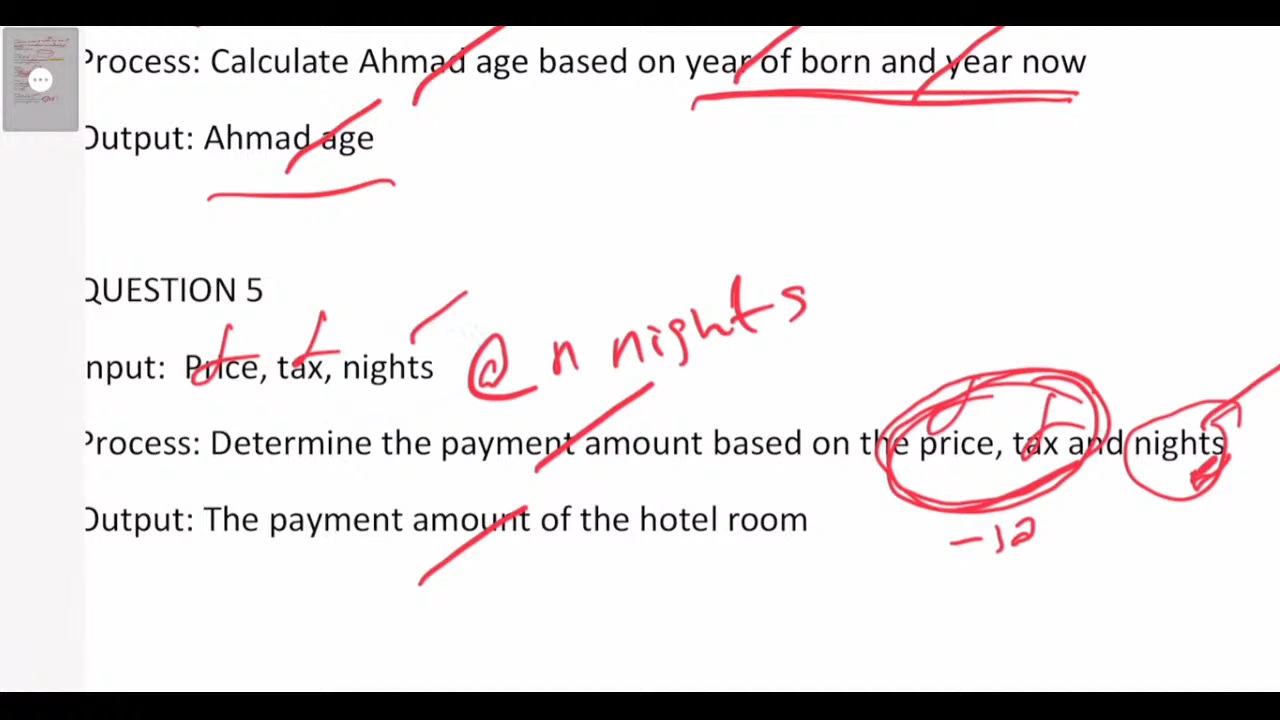 Process: Calculate Ahmad age based on year of born and year now
Output: Ahmad age
QUESTION 5
Input: Price, tax, nights @ n nights
Process: Determine the payment amount based on the price, tax and nights
Output: The payment amount of the hotel room